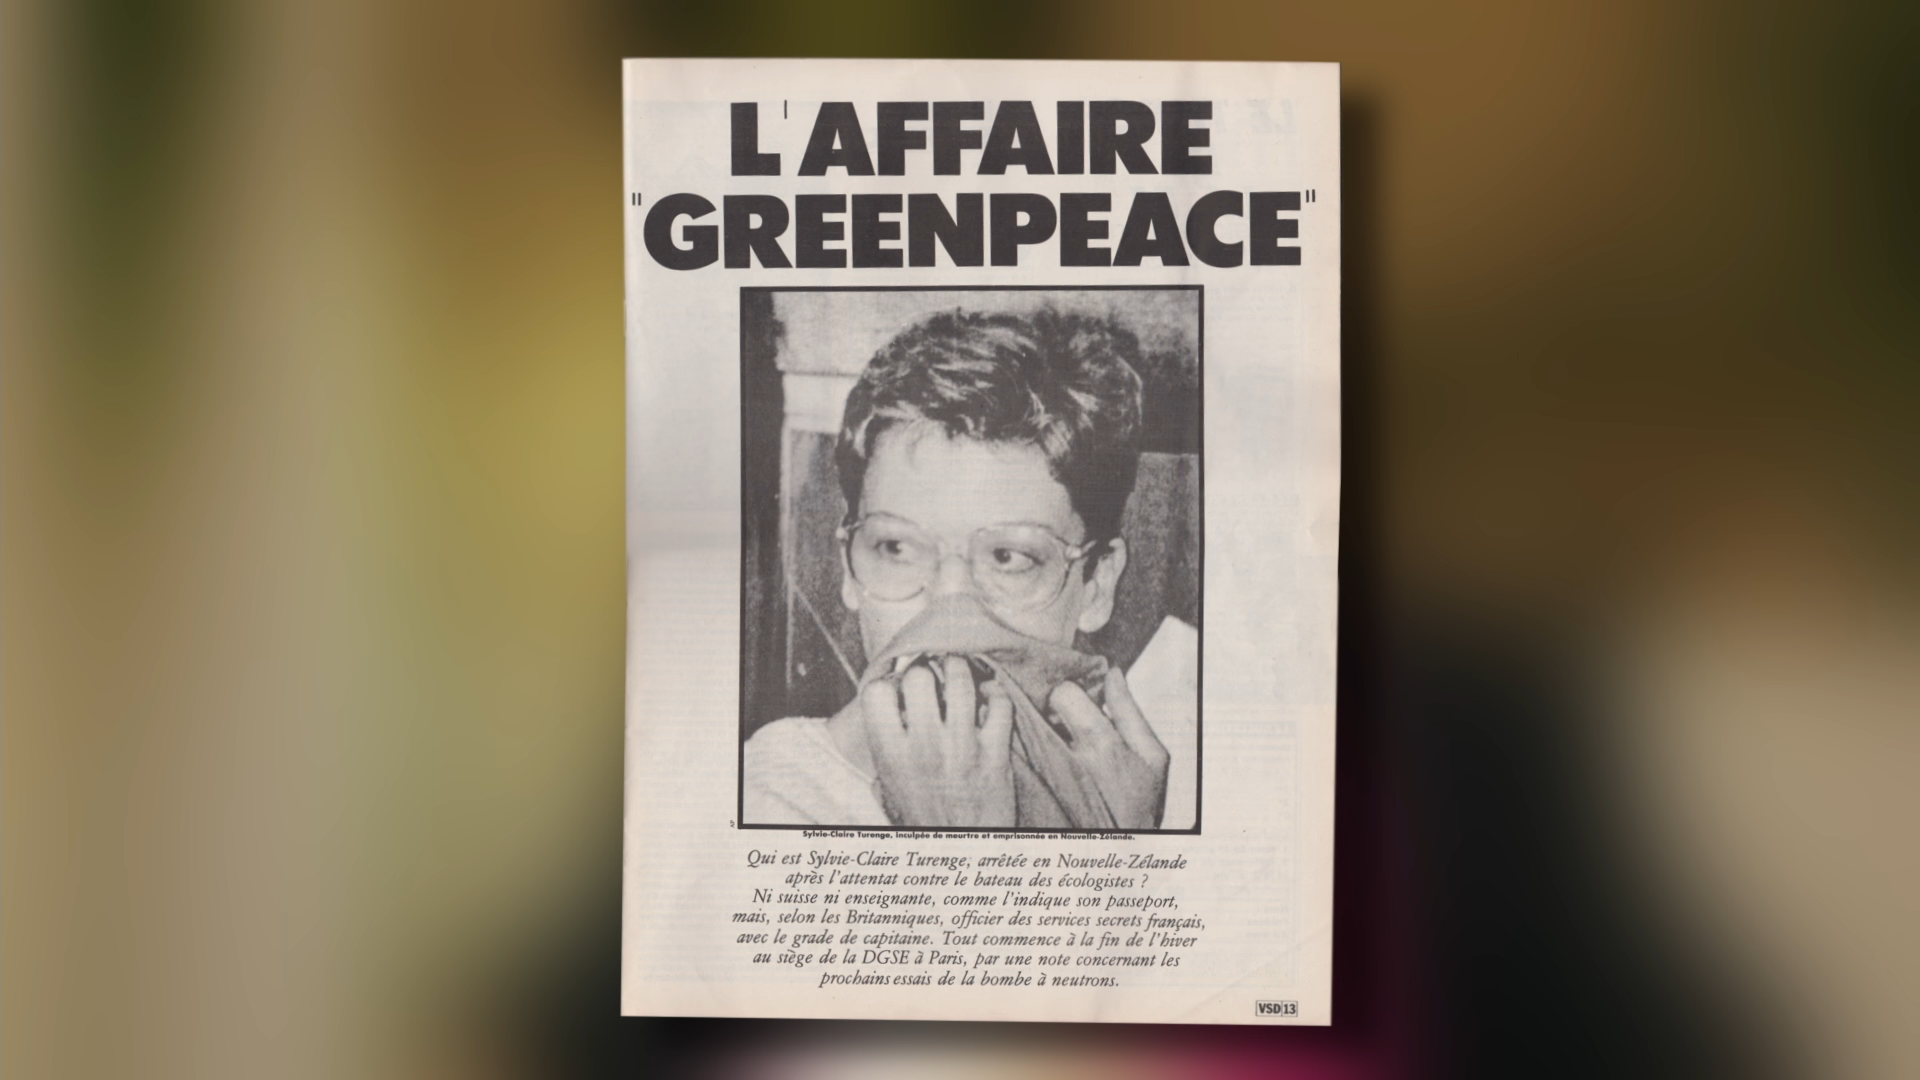 L'AFFAIRE
"GREENPEACE"
Sylvie-Claire Turenge, inculpée de meurtre et emprisonnée en Nouvelle-Zélande.
Qui est Sylvie-Claire Turenge, arrêtée en Nouvelle-Zélande
après l'attentat contre le bateau des écologistes ?
Ni suisse ni enseignante, comme l'indique son passeport,
mais, selon les Britanniques, officier des services secrets français,
avec le grade de capitaine. Tout commence à la fin de l'hiver
au siège de la DGSE à Paris, par une note concernant les
prochains essais de la bombe à neutrons.
VSD 13